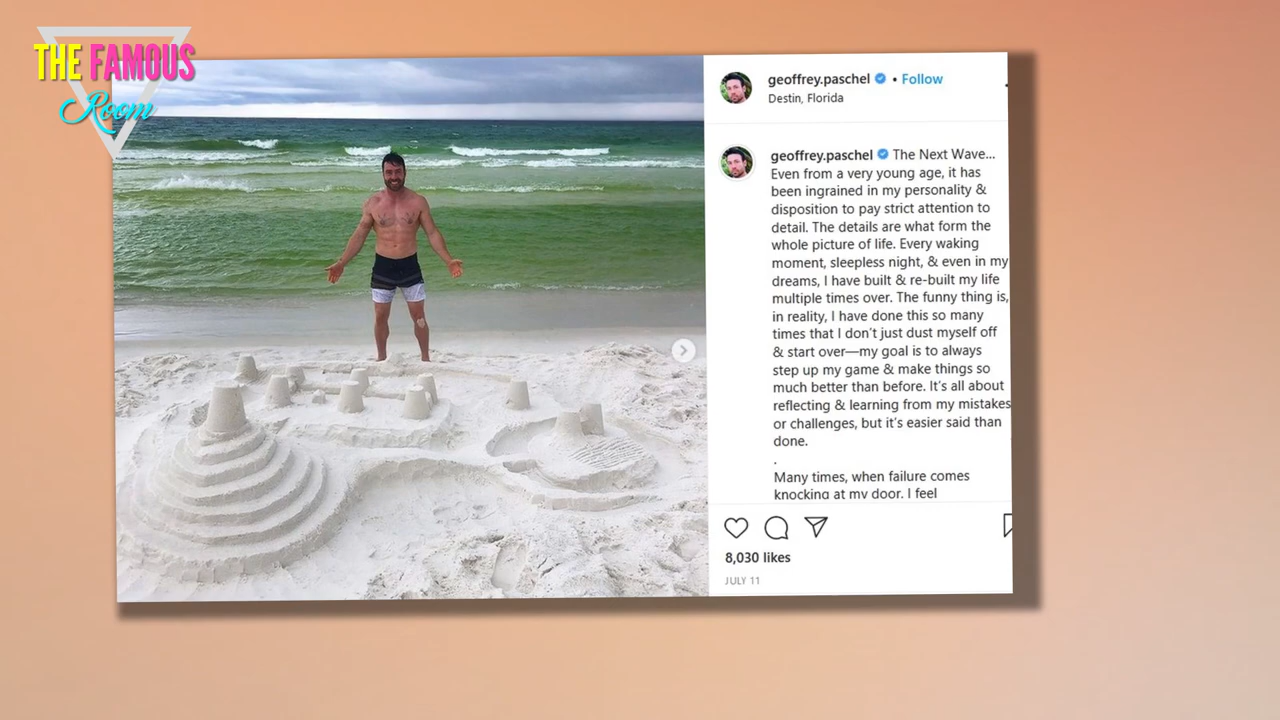 THE FAMOUS
Room
geoffrey.paschel • Follow
Destin, Florida
geoffrey.paschel The Next Wave...
Even from a very young age, it has
been ingrained in my personality &
disposition to pay strict attention to
detail. The details are what form the
whole picture of life. Every waking
moment, sleepless night, & even in my
dreams, I have built & re-built my life
multiple times over. The funny thing is,
in reality, I have done this so many
times that I don't just dust myself off
& start over—my goal is to always
step up my game & make things so
much better than before. It's all about
reflecting & learning from my mistakes
or challenges, but it's easier said than
done.
.
Many times, when failure comes
knocking at my door, I feel
8,030 likes
JULY 11